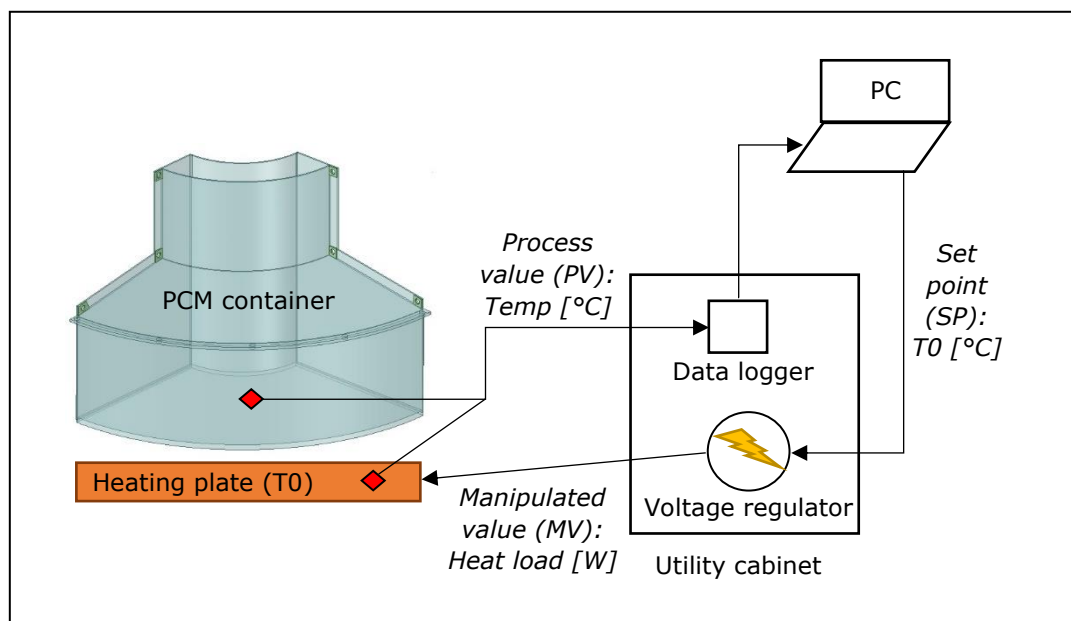 PC
PCM container
Process
value (PV):
Temp [°C]
Set
point
(SP):
T0 [°C]
Data logger
Heating plate (T0)
Manipulated
value (MV):
Heat load [W]
Voltage regulator
Utility cabinet